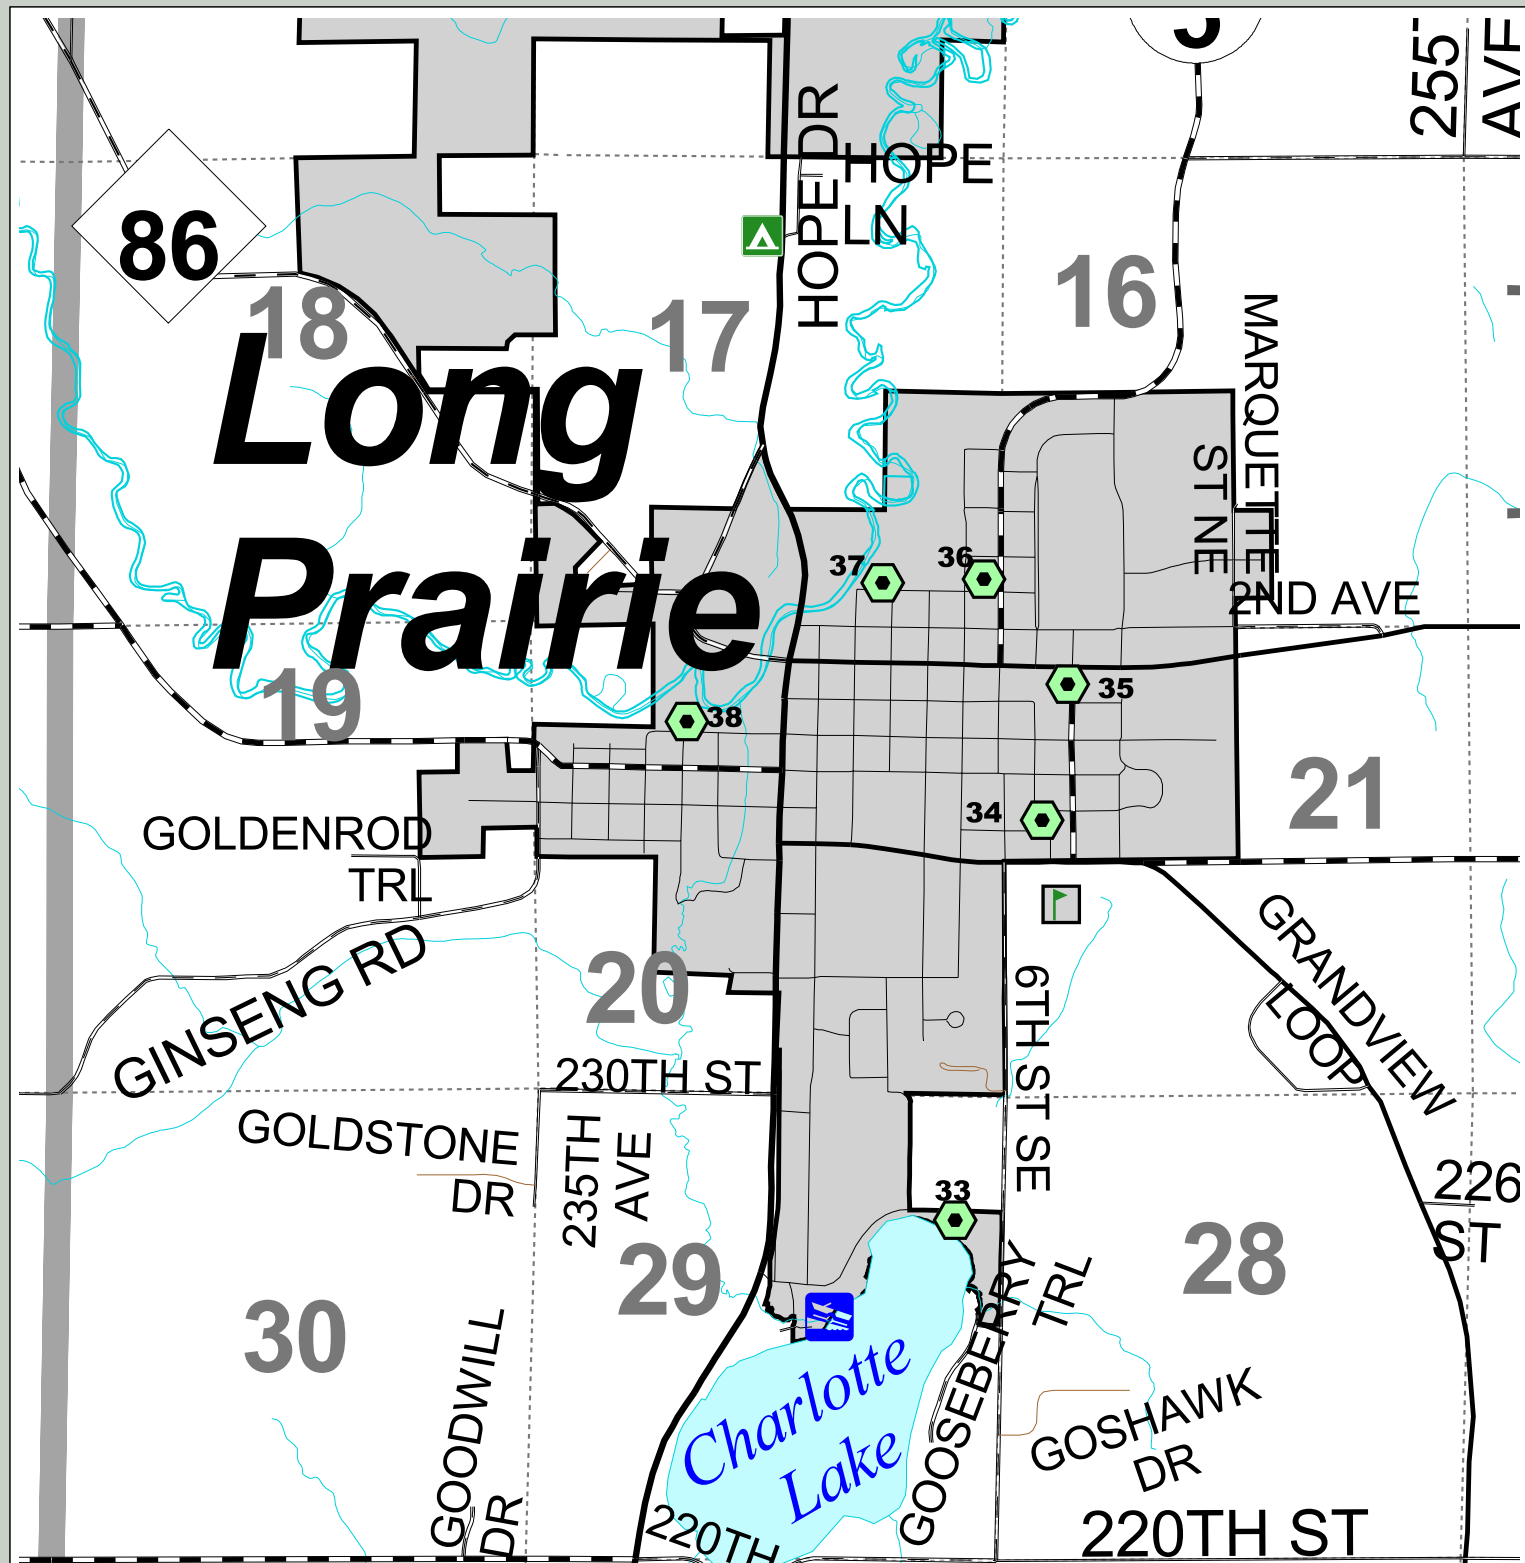 5
255
AVE
HOPE DR
HOPE
LN
86
18
17
16
Long
Prairie
MARQUETTE
ST NE
37
36
2ND AVE
19
38
35
34
21
GOLDENROD
TRL
GINSENG RD
20
GRANDVIEW
LOOP
6TH ST SE
230TH ST
GOLDSTONE
DR
235TH
AVE
33
226
ST
29
28
30
GOOSEBERRY
TRL
GOODWILL
DR
Charlotte
Lake
GOSHAWK
DR
220TH
220TH ST